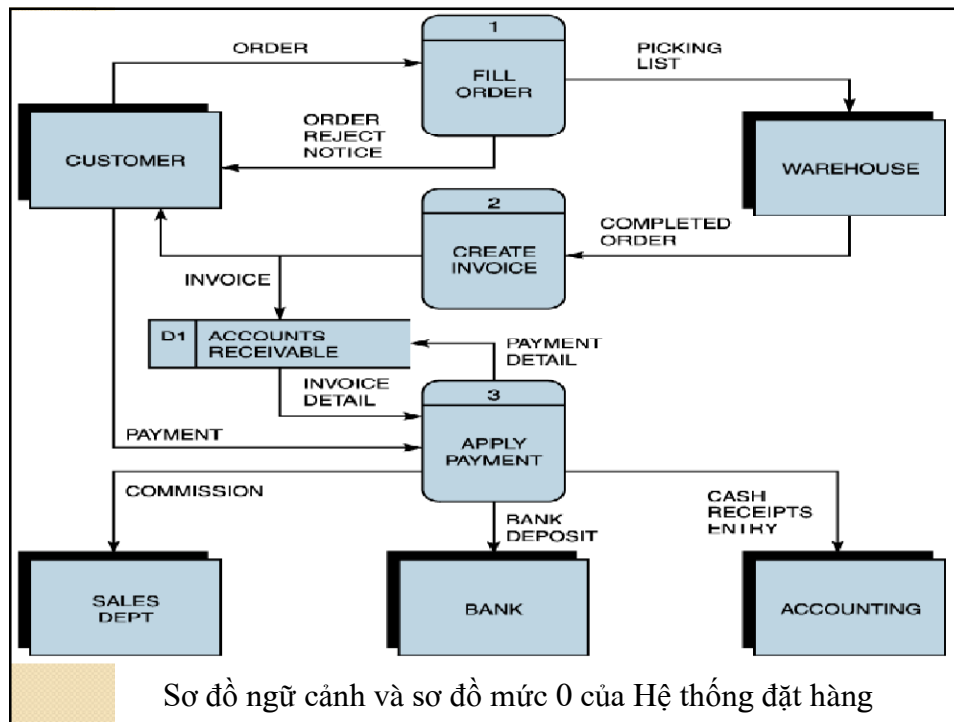 1
ORDER
FILL
ORDER
PICKING
LIST
ORDER
REJECT
NOTICE
CUSTOMER
WAREHOUSE
2
CREATE
INVOICE
COMPLETED
ORDER
INVOICE
D1
ACCOUNTS
RECEIVABLE
PAYMENT
DETAIL
INVOICE
DETAIL
3
APPLY
PAYMENT
PAYMENT
COMMISSION
BANK
DEPOSIT
CASH
RECEIPTS
ENTRY
SALES
DEPT
BANK
ACCOUNTING
Sơ đồ ngữ cảnh và sơ đồ mức 0 của Hệ thống đặt hàng